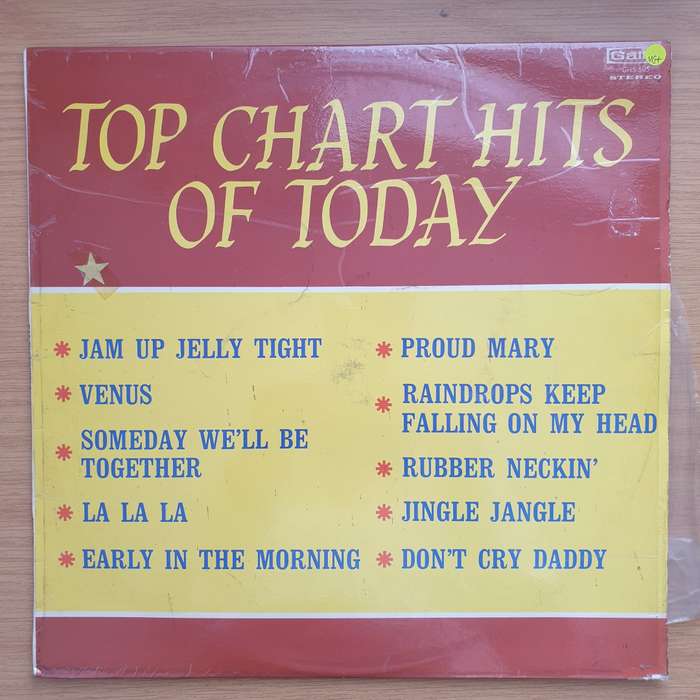 STEREO
TOP CHART HITS
OF TODAY
JAM UP JELLY TIGHT
VENUS
SOMEDAY WE'LL BE
TOGETHER
LA LA LA
EARLY IN THE MORNING
PROUD MARY
RAINDROPS KEEP
FALLING ON MY HEAD
RUBBER NECKIN'
JINGLE JANGLE
DON'T CRY DADDY